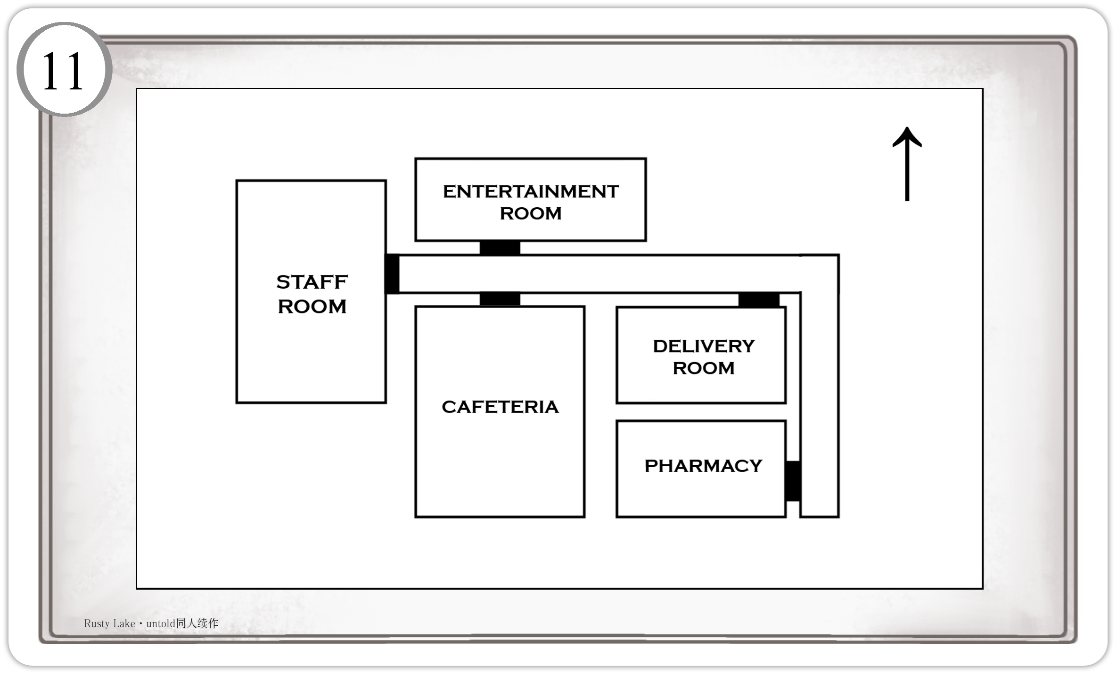 11
ENTERTAINMENT
ROOM
STAFF
ROOM
DELIVERY
ROOM
CAFETERIA
PHARMACY
Rusty Lake・untold同人续作